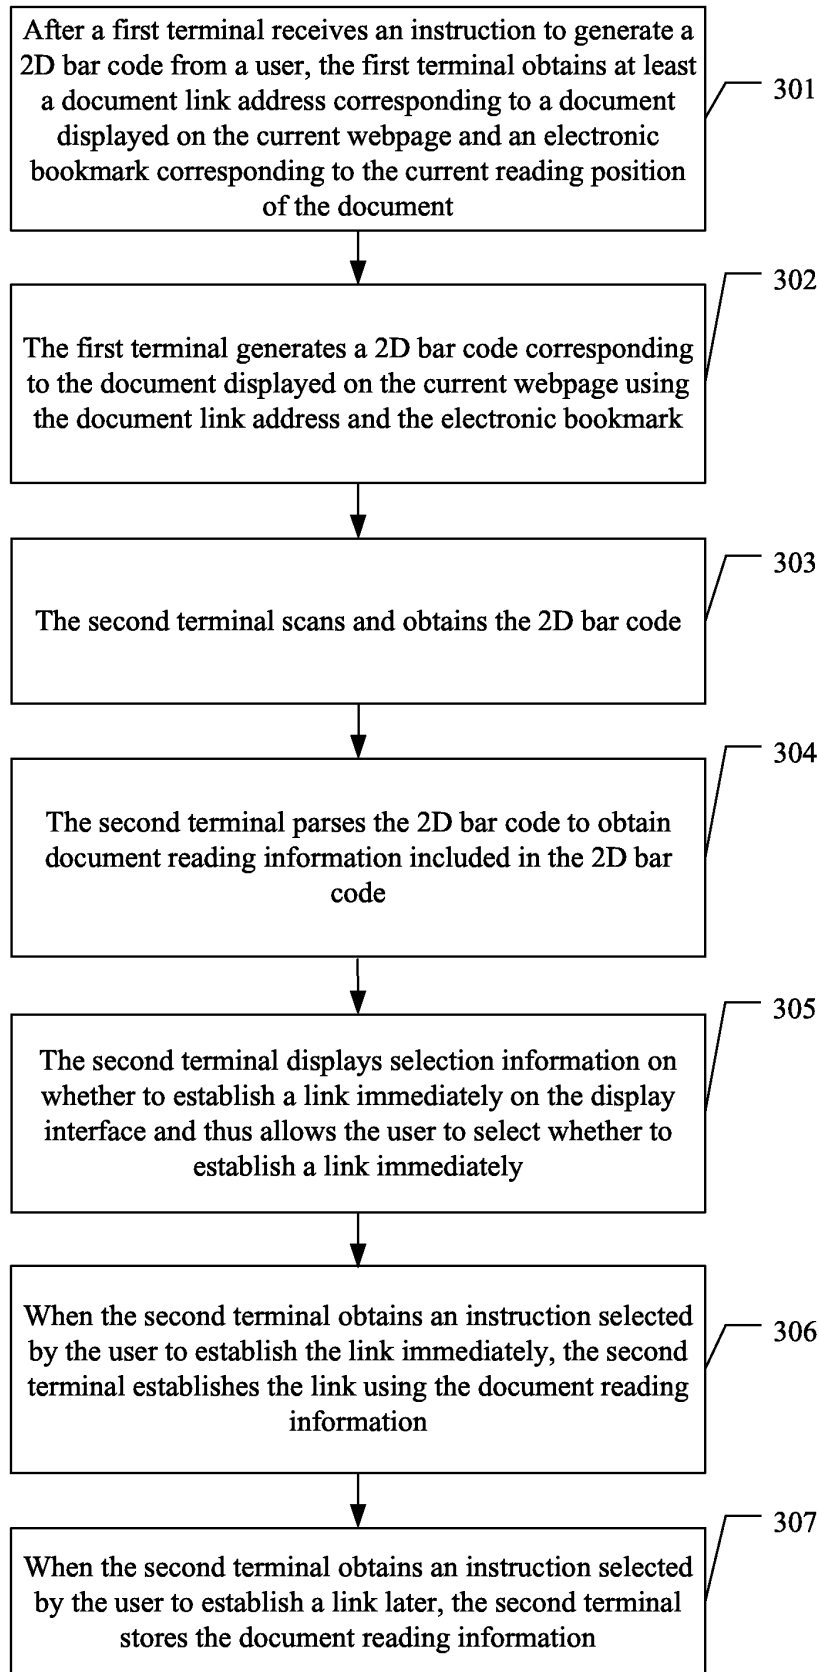 After a first terminal receives an instruction to generate a
2D bar code from a user, the first terminal obtains at least
a document link address corresponding to a document
displayed on the current webpage and an electronic
bookmark corresponding to the current reading position
of the document
301
The first terminal generates a 2D bar code corresponding
to the document displayed on the current webpage using
the document link address and the electronic bookmark
302
The second terminal scans and obtains the 2D bar code
303
The second terminal parses the 2D bar code to obtain
document reading information included in the 2D bar
code
304
The second terminal displays selection information on
whether to establish a link immediately on the display
interface and thus allows the user to select whether to
establish a link immediately
305
When the second terminal obtains an instruction selected
by the user to establish the link immediately, the second
terminal establishes the link using the document reading
information
306
When the second terminal obtains an instruction selected
by the user to establish a link later, the second terminal
stores the document reading information
307